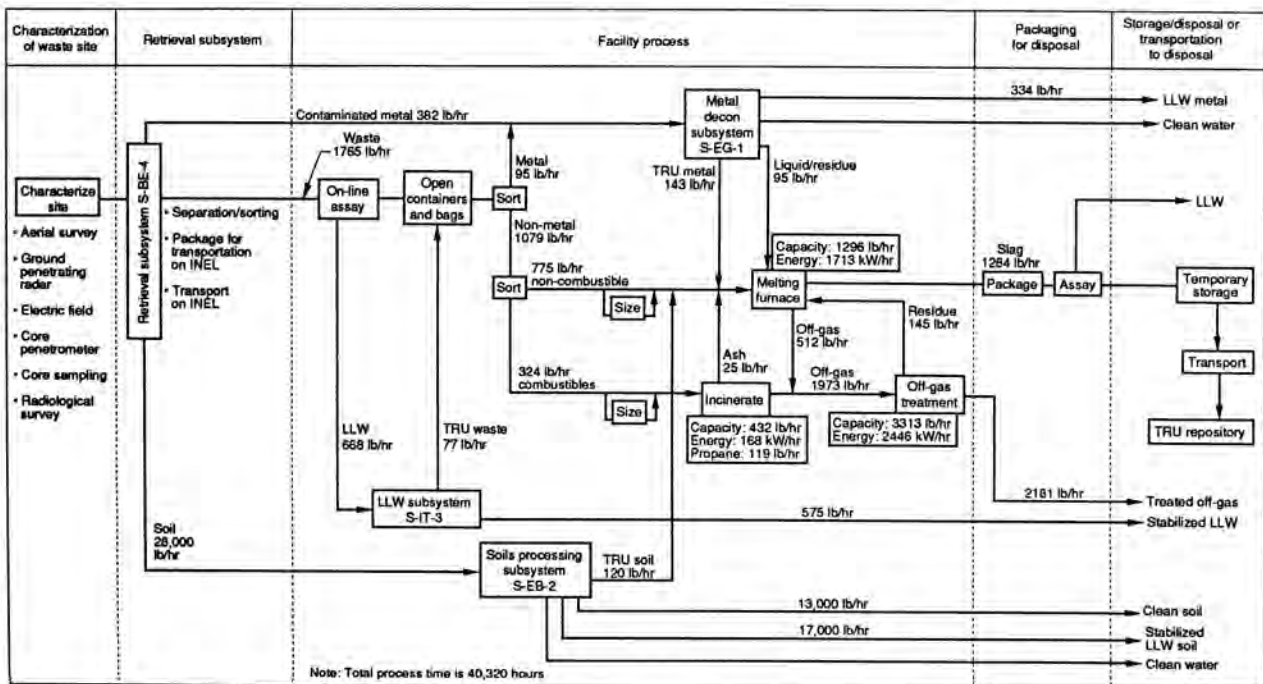 Characterization
of waste site
Retrieval subsystem
Facility process
Packaging
for disposal
Storage/disposal or
transportation
to disposal
Contaminated metal 382 lb/hr
Metal
decon
subsystem
S-EG-1
334 lb/hr
LLW metal
Clean water
Waste
1765 lb/hr
Metal
95 lb/hr
TRU metal
143 lb/hr
Liquid/residue
95 lb/hr
Characterize
site
• Aerial survey
• Ground
penetrating
radar
• Electric field
• Core
penetrometer
• Core sampling
• Radiological
survey
Retrieval subsystem S-BE-4
• Separation/sorting
• Package for
transportation
on INEL
• Transport
on INEL
On-line
assay
Open
containers
and bags
Sort
Non-metal
1079 lb/hr
Sort
775 lb/hr
non-combustible
Size
Capacity: 1296 lb/hr
Energy: 1713 kW/hr
Melting
furnace
Slag
1284 lb/hr
Package
Assay
LLW
Temporary
storage
Transport
TRU repository
Residue
145 lb/hr
Off-gas
512 lb/hr
Ash
25 lb/hr
Off-gas
1973 lb/hr
324 lb/hr
combustibles
Size
Incinerate
Capacity: 432 lb/hr
Energy: 168 kW/hr
Propane: 119 lb/hr
Off-gas
treatment
Capacity: 3313 lb/hr
Energy: 2446 kW/hr
LLW
668 lb/hr
TRU waste
77 lb/hr
LLW subsystem
S-IT-3
2181 lb/hr
Treated off-gas
575 lb/hr
Stabilized LLW
Soil
28,000
lb/hr
Soils processing
subsystem
S-EB-2
TRU soil
120 lb/hr
13,000 lb/hr
Clean soil
17,000 lb/hr
Stabilized
LLW soil
Clean water
Note: Total process time is 40,320 hours